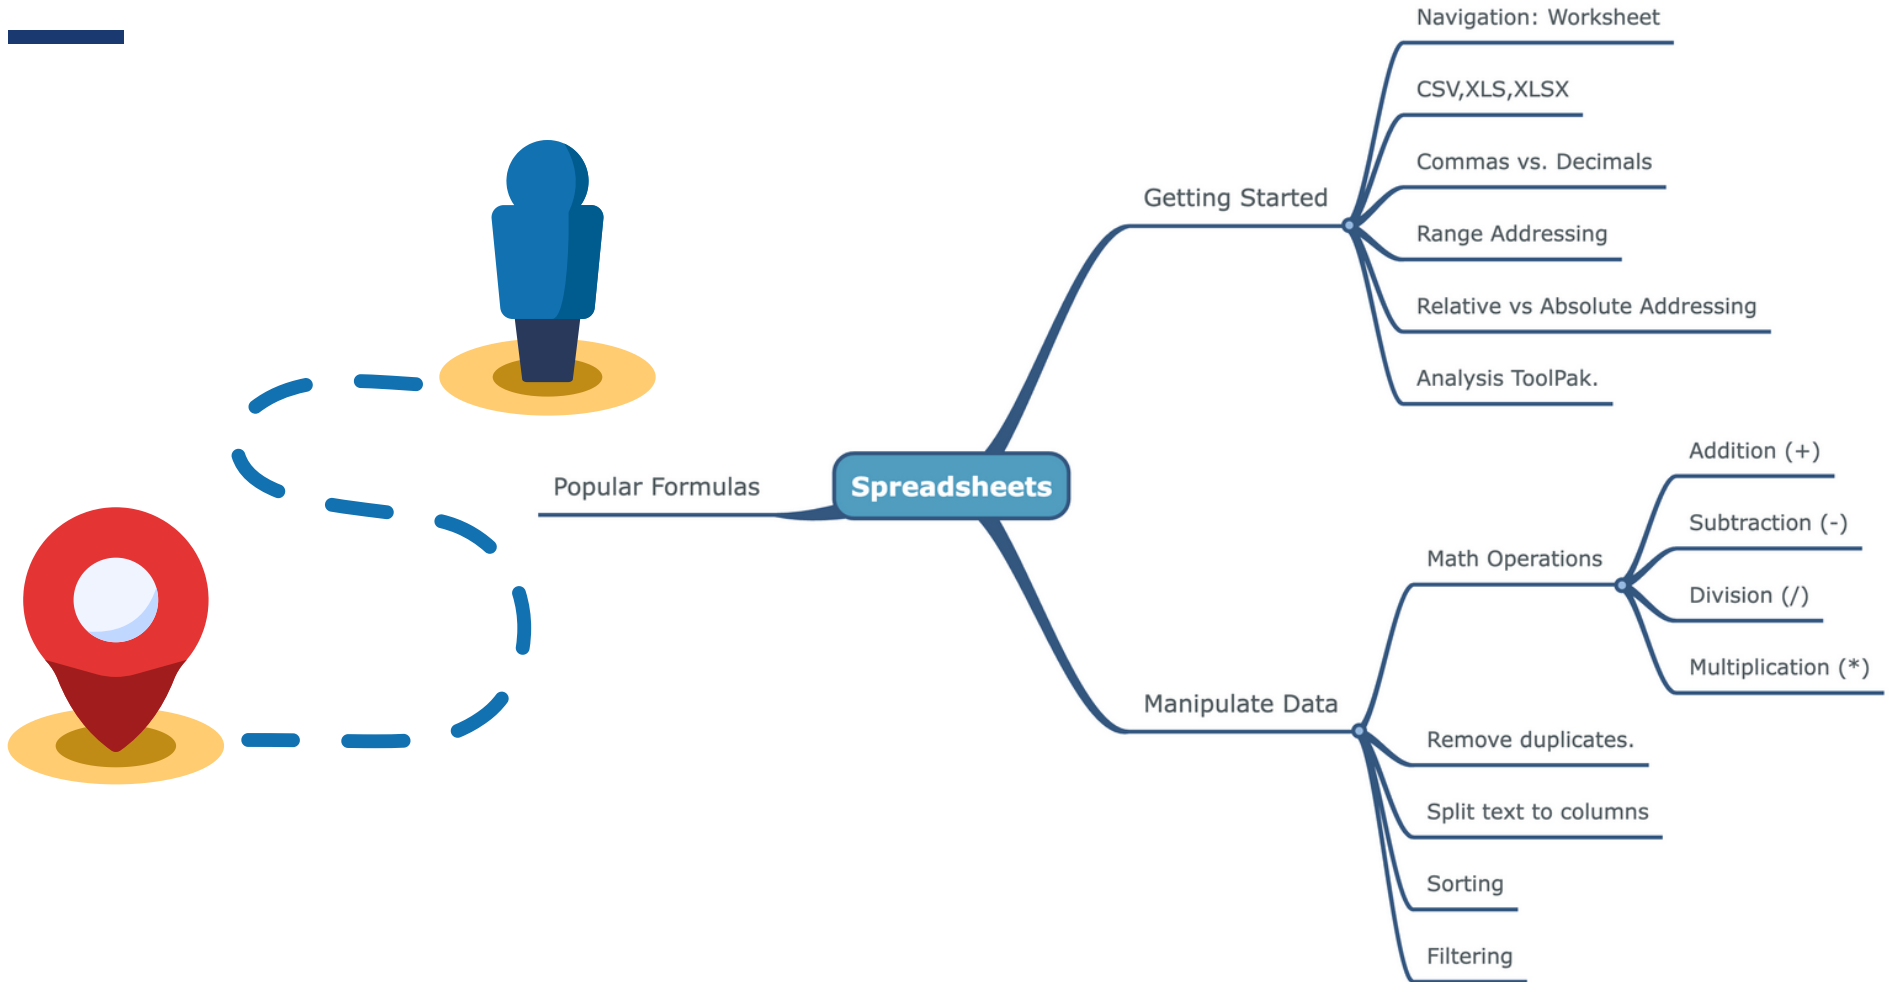 Navigation: Worksheet
CSV,XLS,XLSX
Commas vs. Decimals
Getting Started
Range Addressing
Relative vs Absolute Addressing
Analysis ToolPak.
Popular Formulas
Spreadsheets
Addition (+)
Subtraction (-)
Math Operations
Division (/)
Multiplication (*)
Manipulate Data
Remove duplicates.
Split text to columns
Sorting
Filtering